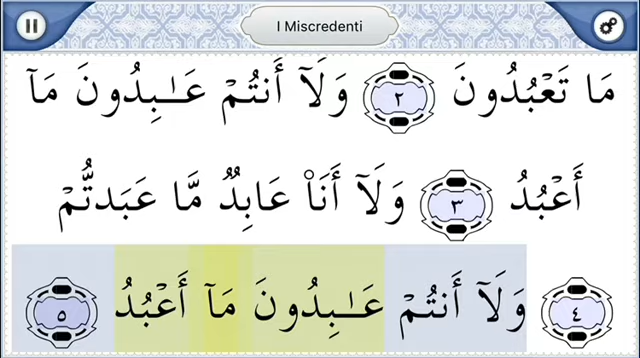 I Miscredenti
مَا تَعْبُدُونَ ٢ وَلَآ أَنتُمْ عَـٰبِدُونَ مَآ
أَعْبُدُ ٣ وَلَآ أَنَا۠ عَابِدٌ مَّا عَبَدتُّمْ
٤ وَلَآ أَنتُمْ عَـٰبِدُونَ مَآ أَعْبُدُ ٥